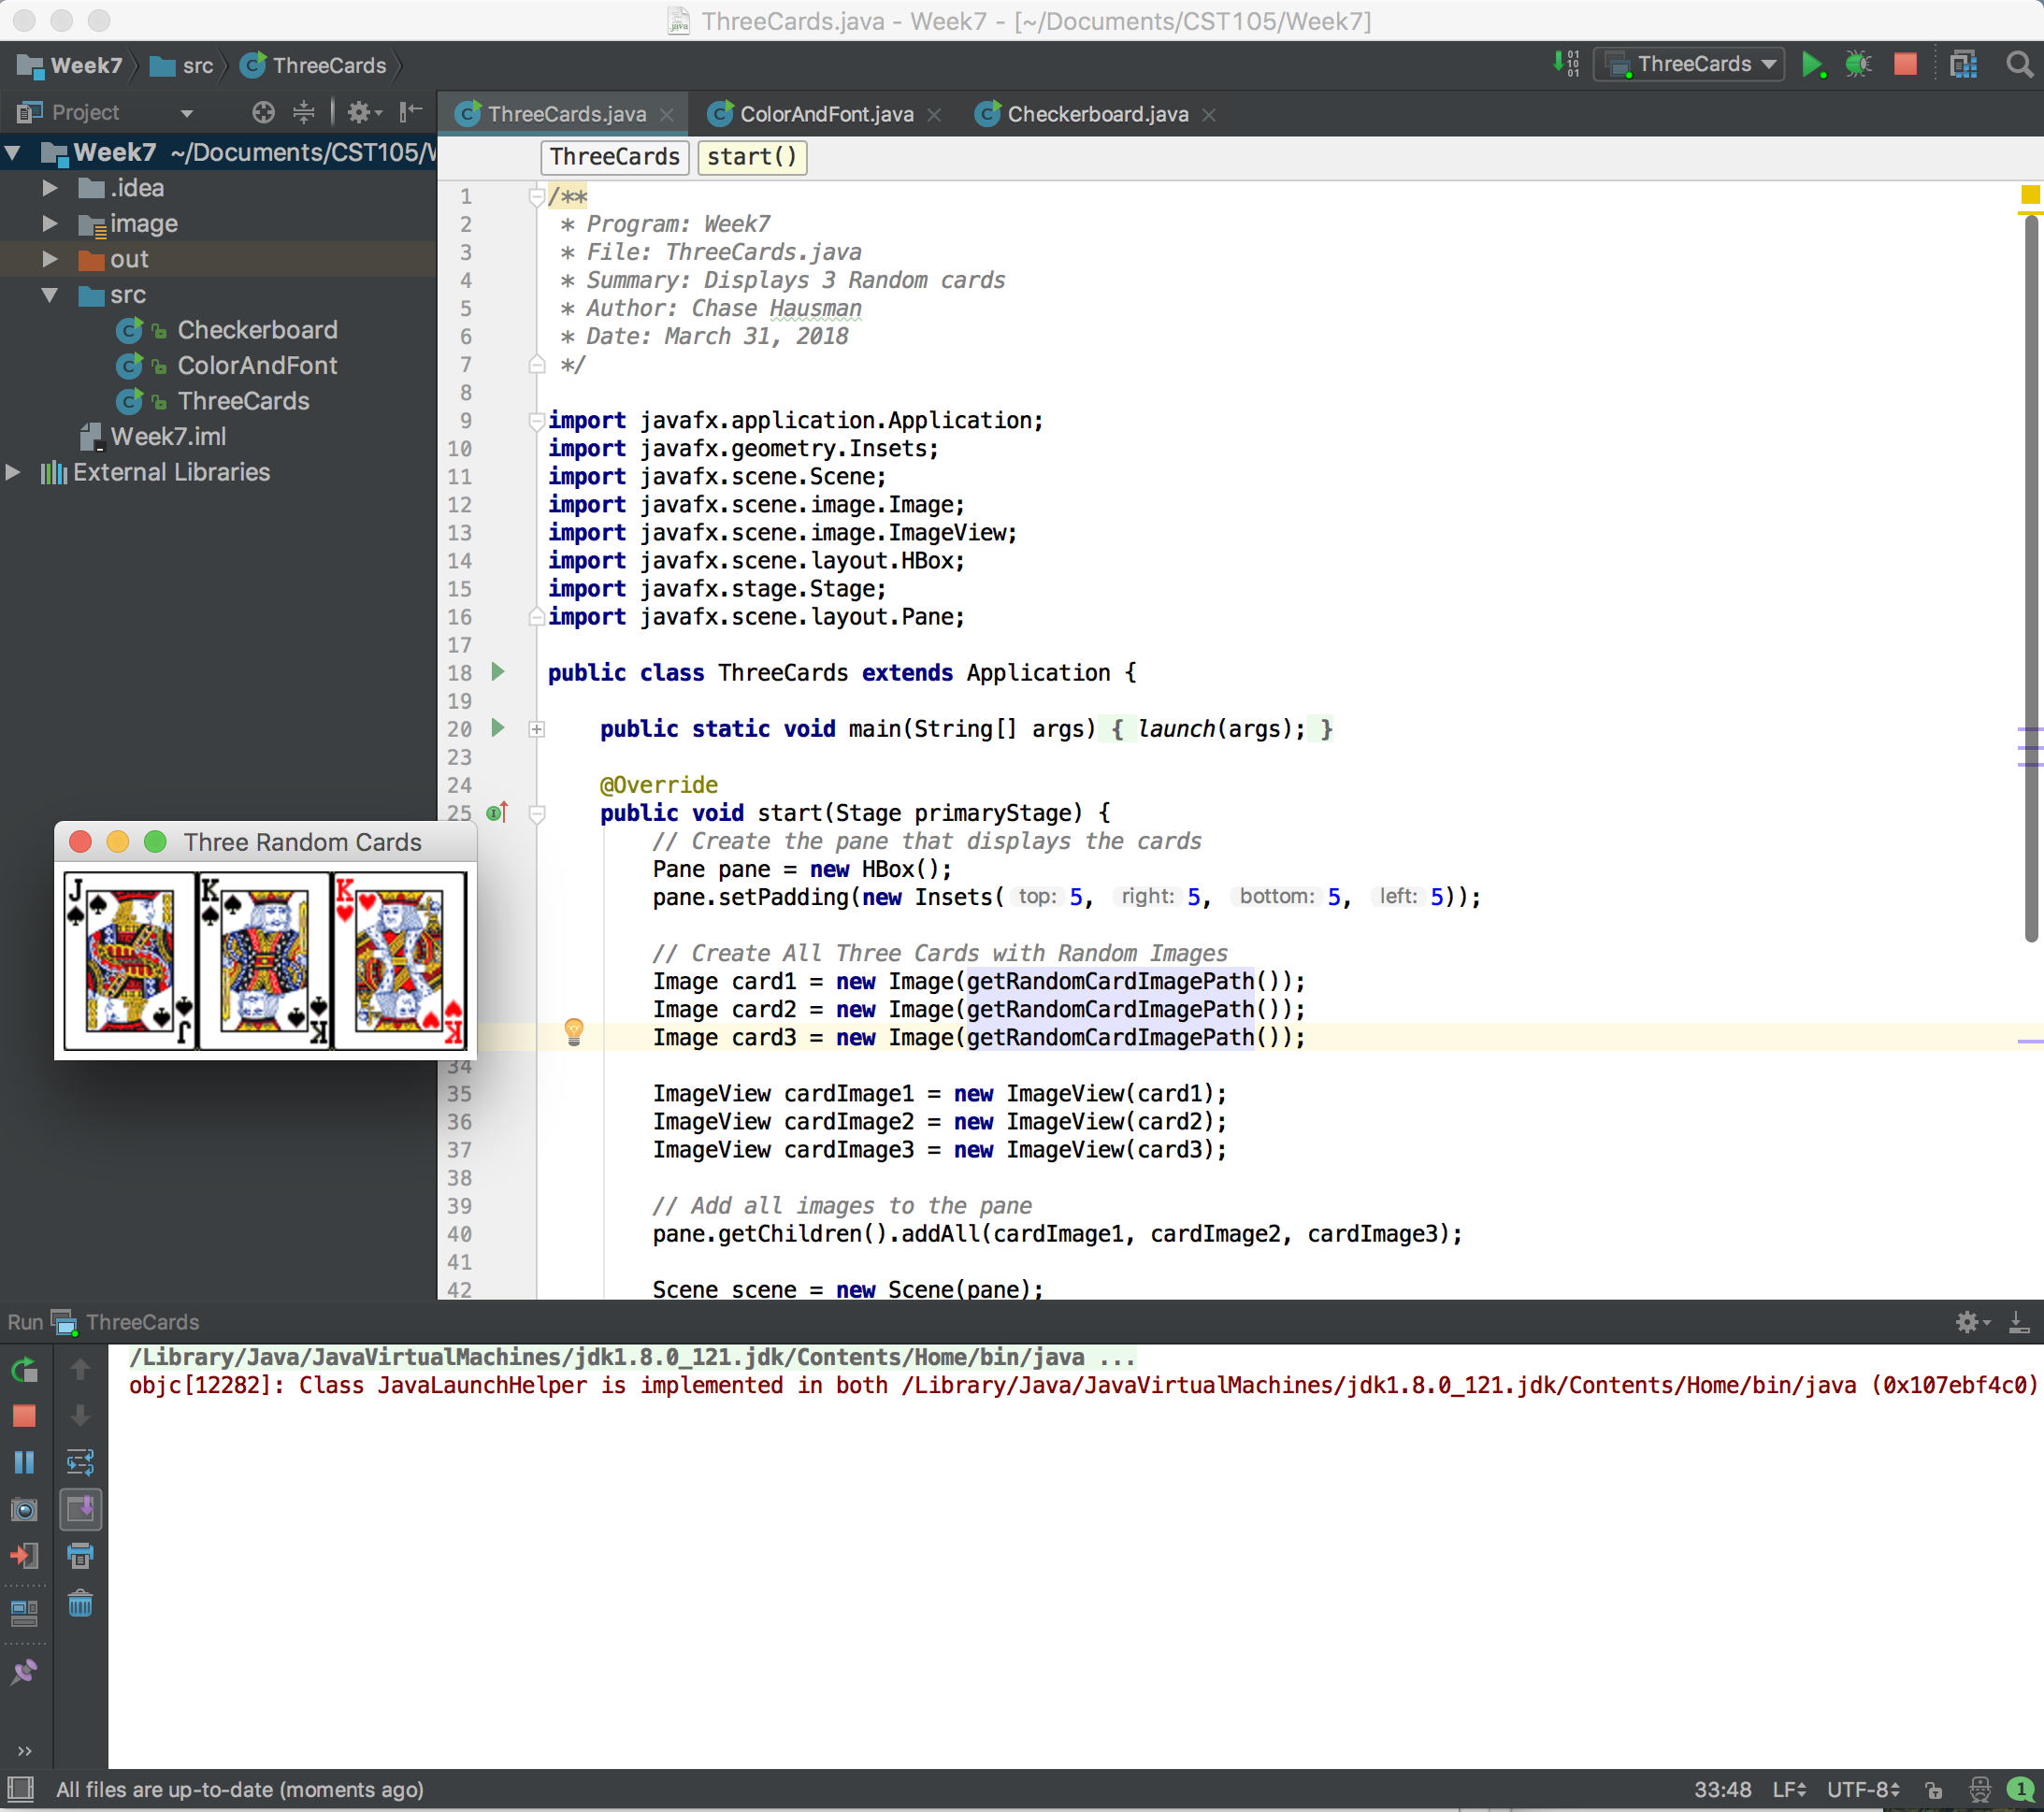 ThreeCards.java - Week7 - [~/Documents/CST105/Week7]
Week7 src ThreeCards
ThreeCards
Project
ThreeCards.java ColorAndFont.java Checkerboard.java
Week7 ~/Documents/CST105/
.idea
image
out
src
Checkerboard
ColorAndFont
ThreeCards
Week7.iml
External Libraries
ThreeCards start()
1 /**
2 * Program: Week7
3 * File: ThreeCards.java
4 * Summary: Displays 3 Random cards
5 * Author: Chase Hausman
6 * Date: March 31, 2018
7 */
8
9 import javafx.application.Application;
10 import javafx.geometry.Insets;
11 import javafx.scene.Scene;
12 import javafx.scene.image.Image;
13 import javafx.scene.image.ImageView;
14 import javafx.scene.layout.HBox;
15 import javafx.stage.Stage;
16 import javafx.scene.layout.Pane;
17
18 public class ThreeCards extends Application {
19
20 public static void main(String[] args) { launch(args); }
23
24 @Override
25 public void start(Stage primaryStage) {
// Create the pane that displays the cards
Pane pane = new HBox();
pane.setPadding(new Insets( top: 5, right: 5, bottom: 5, left: 5));
// Create All Three Cards with Random Images
Image card1 = new Image(getRandomCardImagePath());
Image card2 = new Image(getRandomCardImagePath());
Image card3 = new Image(getRandomCardImagePath());
34
35 ImageView cardImage1 = new ImageView(card1);
36 ImageView cardImage2 = new ImageView(card2);
37 ImageView cardImage3 = new ImageView(card3);
38
39 // Add all images to the pane
40 pane.getChildren().addAll(cardImage1, cardImage2, cardImage3);
41
42 Scene scene = new Scene(pane);
Three Random Cards
J K K
J K K
Run ThreeCards
/Library/Java/JavaVirtualMachines/jdk1.8.0_121.jdk/Contents/Home/bin/java ...
objc[12282]: Class JavaLaunchHelper is implemented in both /Library/Java/JavaVirtualMachines/jdk1.8.0_121.jdk/Contents/Home/bin/java (0x107ebf4c0)
All files are up-to-date (moments ago)
33:48 LF UTF-8 1